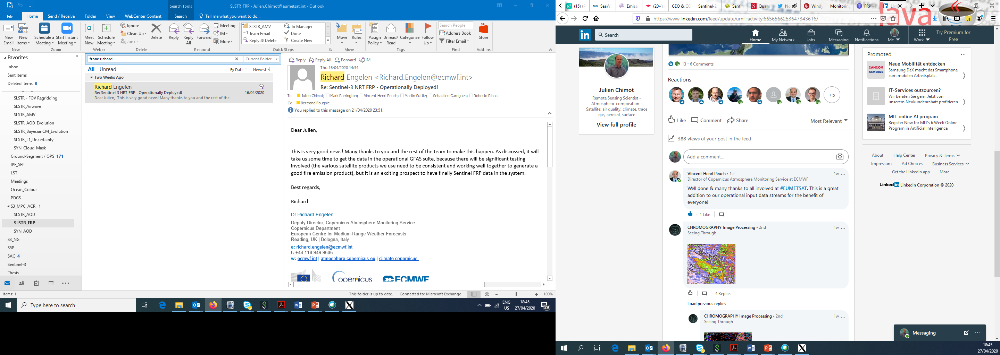 Search Tools
SLSTR_FRP - Julien.Chimot@eumetsat.int - Outlook
File
Home
Send / Receive
Folder
View
WebCenter Content
Search
Tell me what you want to do...
New Email
New Items
New
Schedule a Meeting
Start Instant Meeting
Zoom
Meet Now
Schedule Meeting
Webex
Ignore
Clean Up
Junk
Delete
Delete
Reply
Reply All
Forward
Meeting
IM
More
Respond
SLSTR_AMV
To Manager
Team Email
Done
Reply & Delete
Create New
Quick Steps
Move
Rules
Move
Assign Policy
Unread/ Read
Categorize
Follow Up
Tags
Search People
Address Book
Filter Email
Find
Store
Add-ins
Favorites
Inbox
Sent Items
Deleted Items 8
SLSTR - FOV Regridding
SLSTR_Airwave
SLSTR_AMV
SLSTR_AOD_Evolution
SLSTR_BayesianCM_Evolution
SLSTR_L1_Uncertainty
SYN_Cloud_Mask
Ground-Segment / OPS 171
IPF_SEP
LST
Meetings
Ocean_Colour
PDGS
S3_MPC_ACRI 1
SLSTR_AOD
SLSTR_FRP
SYN_AOD
S3_NG
S5P
SAC 4
Sentinel-3
Thesis
from: richard
Current Folder
All
Unread
By Date
Newest
Two Weeks Ago
Richard Engelen
Re: Sentinel-3 NRT FRP - Operationally Deployed!
16/04/2020
Dear Julien, This is very good news! Many thanks to you and the rest of the
Reply
Reply All
Forward
IM
Thu 16/04/2020 14:34
Richard Engelen <Richard.Engelen@ecmwf.int>
Re: Sentinel-3 NRT FRP - Operationally Deployed!
To Julien Chimot; Mark Parrington; Vincent-Henri Peuch; Martin Suttie; Sebastien Garrigues; Roberto Ribas
Cc Bertrand Fougnie
You replied to this message on 21/04/2020 23:51.
Dear Julien,
This is very good news! Many thanks to you and the rest of the team to make this happen. As discussed, it will
take us some time to get the data in the operational GFAS suite, because there will be significant testing
involved (the various satellite products we use need to be consistent and working well together to generate a
good fire emission product), but it is an exciting prospect to have finally Sentinel FRP data in the system.
Best regards,
Richard
Dr Richard Engelen
Deputy Director, Copernicus Atmosphere Monitoring Service
Copernicus Department
European Centre for Medium-Range Weather Forecasts
Reading, UK | Bologna, Italy
e: richard.engelen@ecmwf.int
t: +44 118 949 9606
w: ecmwf.int | atmosphere.copernicus.eu | climate.copernicus.
opernicus
ECMWF
Items: 1
This folder is up to date.
Connected to: Microsoft Exchange
100%
Type here to search
ENG
US
18:45
27/04/2020
29
(15) (P
AGU SeaWi
Emiss
(20+)
GEO & CO
Sentinel-2
Sentin
Quant
No
Windy
Monitorin
FRP -
Lin
Java
https://www.linkedin.com/feed/update/urn:li:activity:6656566253647343616/
Search
Home
My Network
Jobs
Messaging
Notifications
Me
Work
Try Premium for
Free
Julien Chimot
Remote Sensing Scientist -
Atmospheric composition -
Satellite: air quality, climate, trace
gas, aerosol, surface
View full profile
13 • 6 Comments
Reactions
+5
Like
Comment
Share
Most Relevant
388 views of your post in the feed
Add a comment...
Vincent-Henri Peuch • 1st
1w
Director of Copernicus Atmosphere Monitoring Service at ECMWF
Well done & many thanks to all involved at #EUMETSAT. This is a great
addition to our operational input data streams for the benefit of
everyone!
1 Like
CHROMOGRAPHY Image Processing • 2nd
1w
Seeing Through
4 Replies
Load previous replies
CHROMOGRAPHY Image Processing • 2nd
1w
Seeing Through
Promoted
CANCOM
SAMSUNG
Neue Mobilität entdecken
Samsung DeX macht das Smartphone
zum mobilen Arbeitsplatz.
IT-Services outsourcen?
Wir beraten Sie gern. Jetzt von
unserem Neukundenrabatt profitieren
MIT online AI program
Register Now for MIT's 6 Week Online
Program in Artificial Intelligence
About
Help Center
Privacy & Terms
Impressum
Ad Choices
Business Services
Get the LinkedIn app
More
LinkedIn LinkedIn Corporation © 2020
Messaging
18:45
27/04/2020